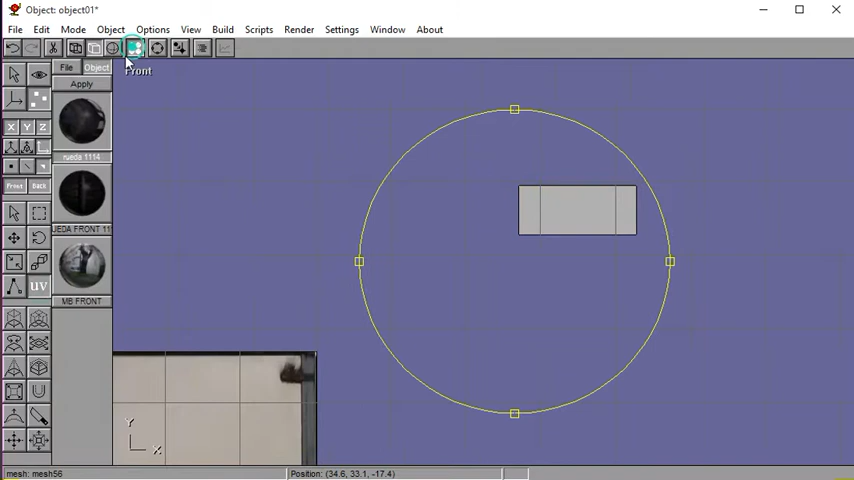 Object: object01*
File Edit Mode Object Options View Build Scripts Render Settings Window About
File Object
Front
Apply
X Y Z
rueda 1114
Front Back
UEDA FRONT 11
uv
MB FRONT
Y
X
mesh: mesh56 Position: (34.6, 33.1, -17.4)